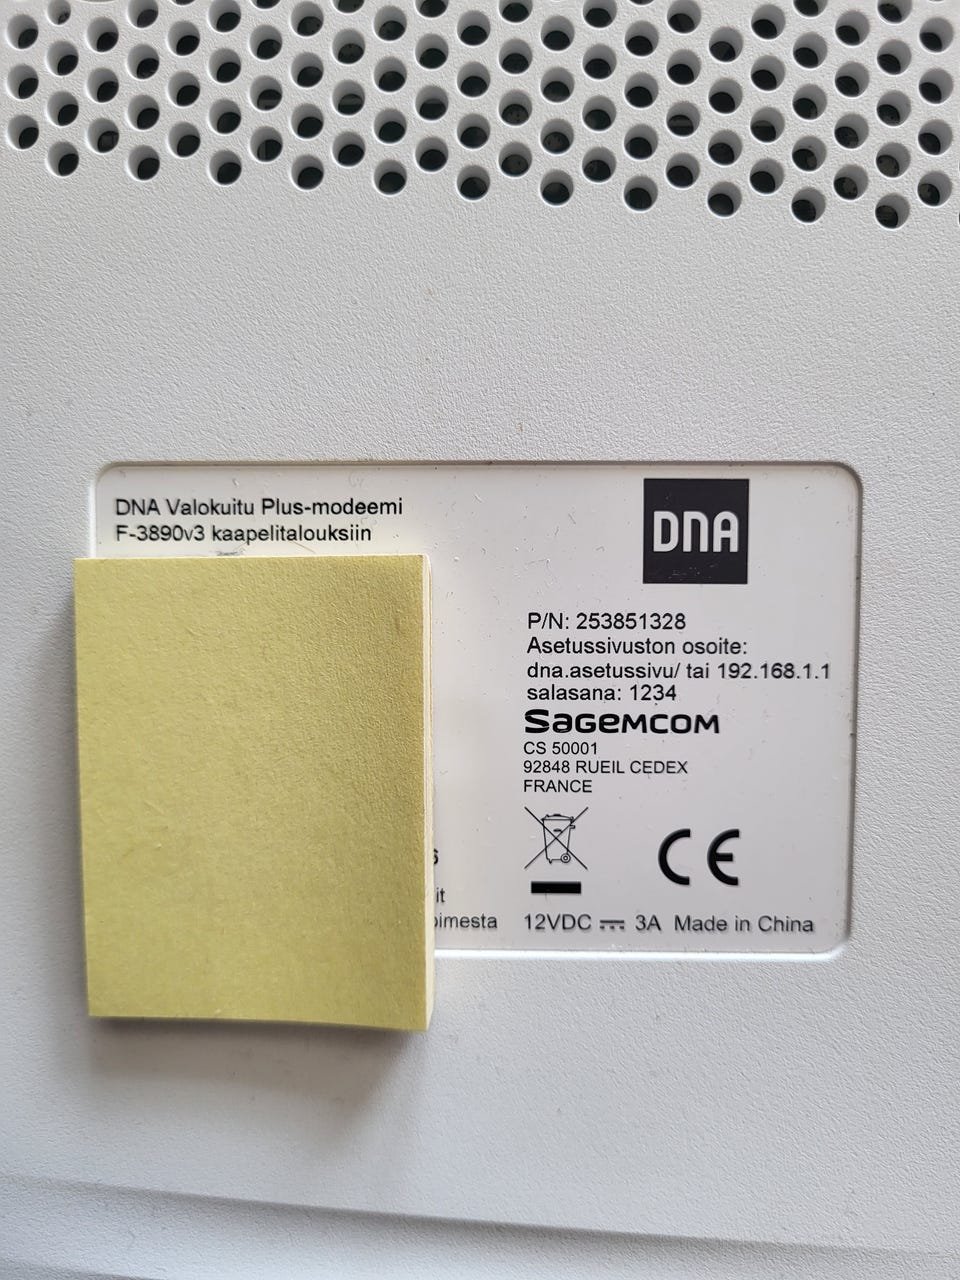 DNA Valokuitu Plus-modeemi
F-3890v3 kaapelitalouksiin
DNA
P/N: 253851328
Asetussivuston osoite:
dna.asetussivu/ tai 192.168.1.1
salasana: 1234
SAGEMCOM
CS 50001
92848 RUEIL CEDEX
FRANCE
CE
12VDC ⎓ 3A Made in China